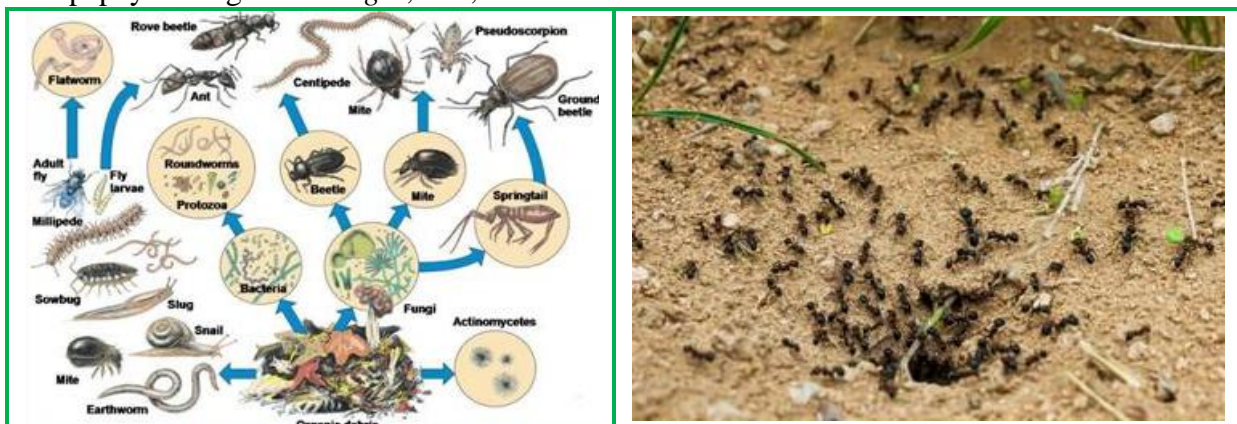 Rove beetle
Pseudoscorpion
Flatworm
Centipede
Ant
Mite
Ground
beetle
Adult
fly
Fly
larvae
Roundworms
Protozoa
Beetle
Mite
Springtail
Millipede
Bacteria
Sowbug
Slug
Fungi
Snail
Actinomycetes
Mite
Earthworm